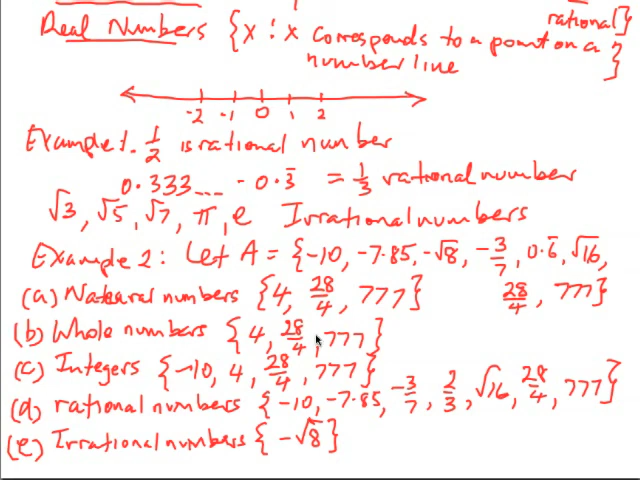 rational}
Real Numbers {x : x corresponds to a point on a
number line }
-2 -1 0 1 2
Example 1. 1/2 is rational number
0.333... - 0.3̄ = 1/3 rational number
√3, √5, √7, π, e Irrational numbers
Example 2: Let A = {-10, -7.85, -√8, -3/7, 0.6̄, √16,
28/4, 777}
(a) Natural numbers {4, 28/4, 777}
(b) Whole numbers {4, 28/4, 777}
(c) Integers {-10, 4, 28/4, 777}
(d) rational numbers {-10, -7.85, -3/7, 2/3, √16, 28/4, 777}
(e) Irrational numbers {-√8}